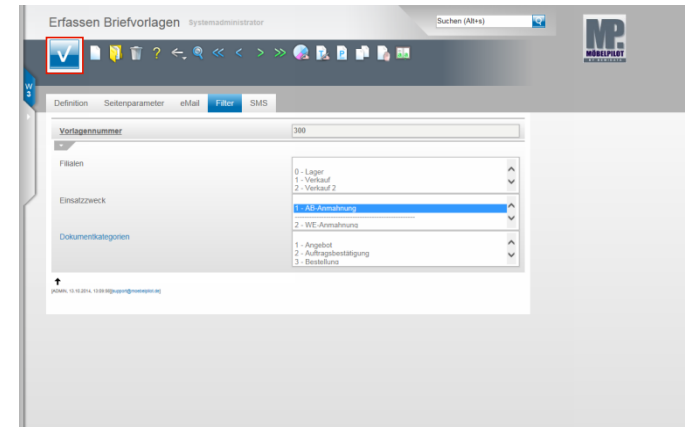 Erfassen Briefvorlagen Systemadministrator
Suchen (Alt+s)
MP.
MÖBELPILOT
W
3
Definition Seitenparameter eMail Filter SMS
Vorlagennummer 300
Filialen
0 - Lager
1 - Verkauf
2 - Verkauf 2
Einsatzzweck
1 - AB-Anmahnung
2 - WE-Anmahnung
Dokumentkategorien
1 - Angebot
2 - Auftragsbestätigung
3 - Bestellung